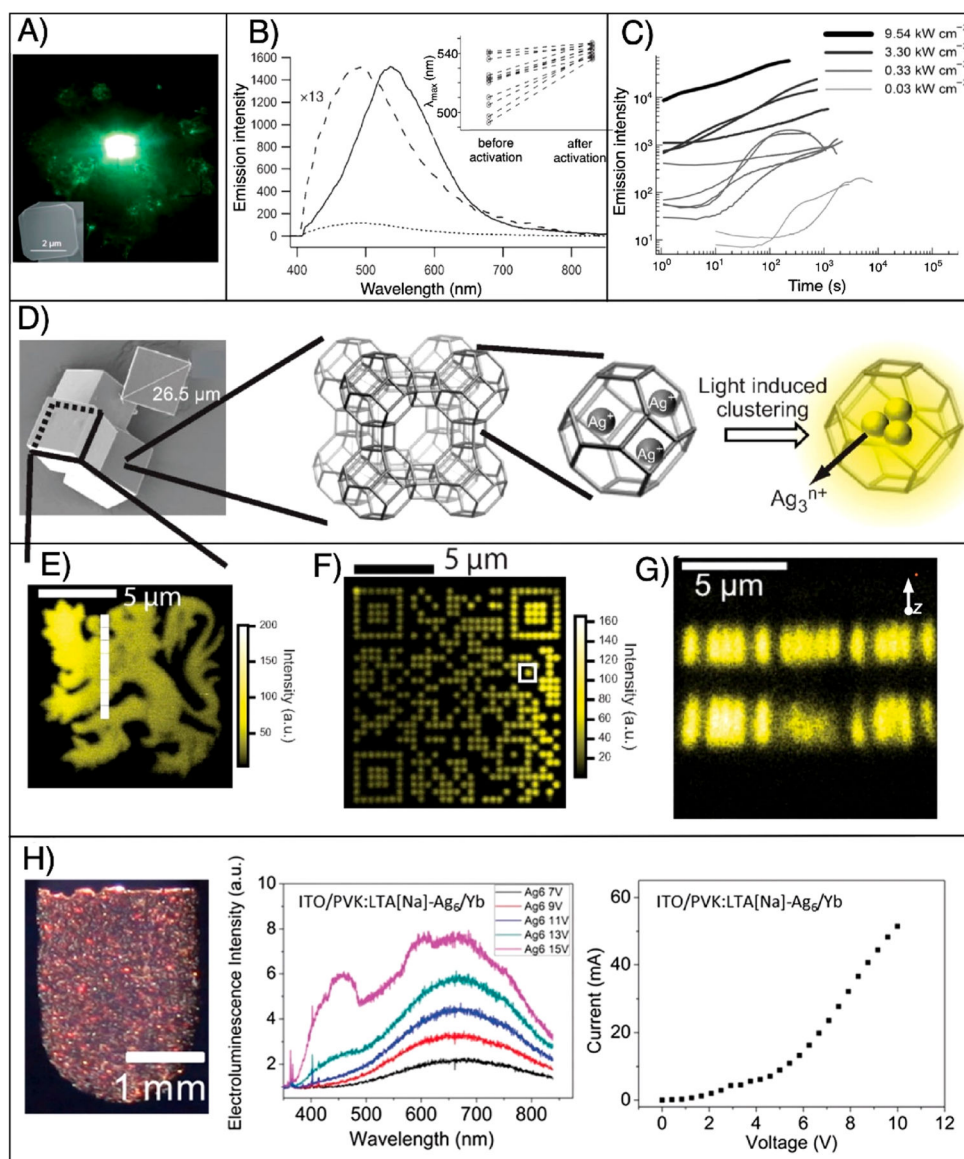 A)
2 µm
B)
×13
Emission intensity
1600
1400
1200
1000
800
600
400
200
0
400
500
600
700
800
Wavelength (nm)
λmax (nm)
540
520
500
before
activation
after
activation
C)
9.54 kW cm⁻²
3.30 kW cm⁻²
0.33 kW cm⁻²
0.03 kW cm⁻²
Emission intensity
10⁴
10³
10²
10¹
10⁰
10¹
10²
10³
10⁴
10⁵
Time (s)
D)
26.5 µm
Ag⁺
Ag⁺
Ag⁺
Light induced
clustering
Ag₃ⁿ⁺
E)
5 µm
200
150
100
50
Intensity (a.u.)
F)
5 µm
160
140
120
100
80
60
40
20
Intensity (a.u.)
G)
5 µm
z
H)
1 mm
Electroluminescence Intensity (a.u.)
10
8
6
4
2
ITO/PVK:LTA[Na]-Ag₆/Yb
Ag6 7V
Ag6 9V
Ag6 11V
Ag6 13V
Ag6 15V
400
500
600
700
800
Wavelength (nm)
Current (mA)
60
40
20
0
ITO/PVK:LTA[Na]-Ag₆/Yb
0
2
4
6
8
10
Voltage (V)